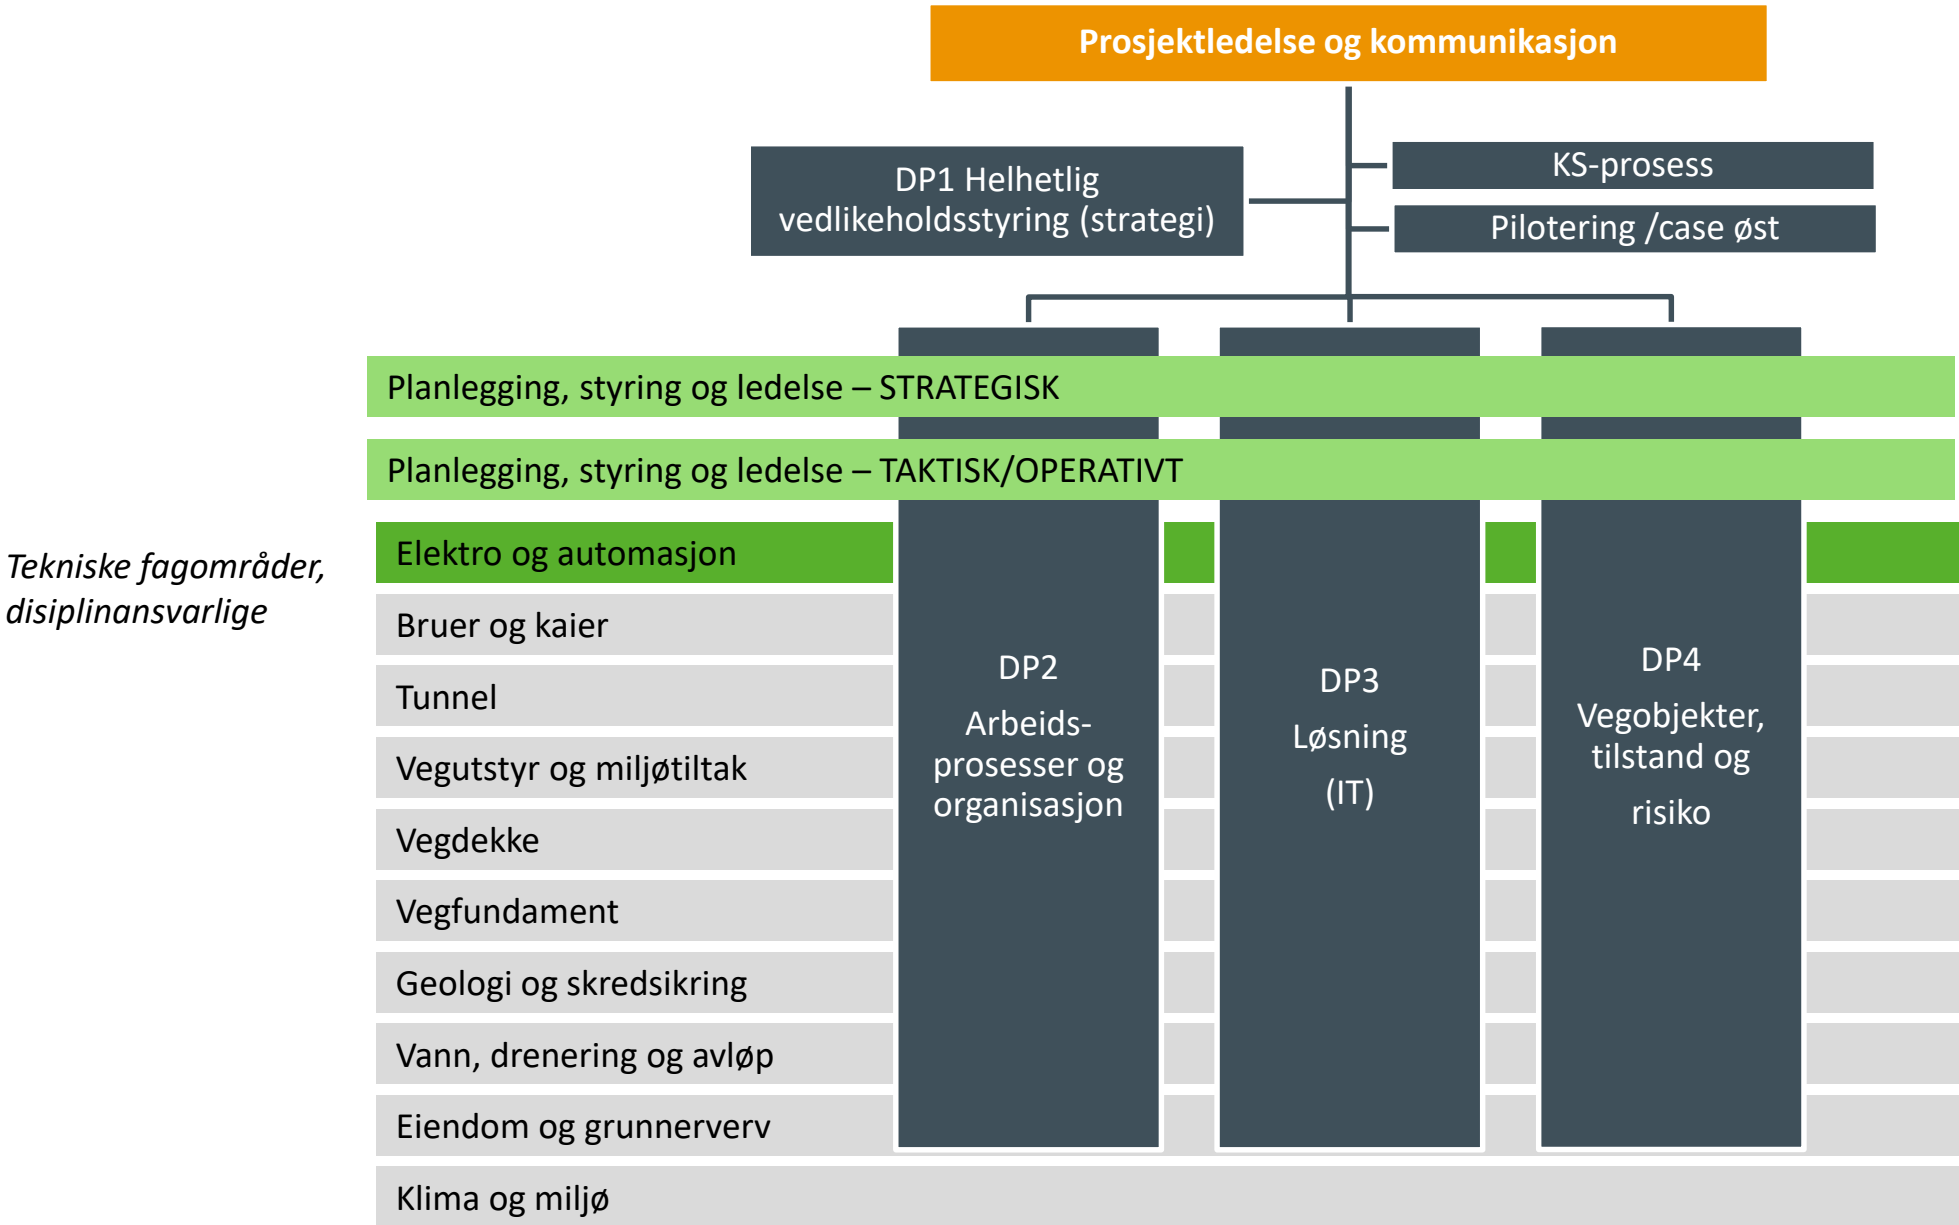 Prosjektledelse og kommunikasjon
DP1 Helhetlig
vedlikeholdsstyring (strategi)
KS-prosess
Pilotering /case øst
Planlegging, styring og ledelse – STRATEGISK
Planlegging, styring og ledelse – TAKTISK/OPERATIVT
Tekniske fagområder,
disiplinansvarlige
Elektro og automasjon
Bruer og kaier
Tunnel
Vegutstyr og miljøtiltak
Vegdekke
Vegfundament
Geologi og skredsikring
Vann, drenering og avløp
Eiendom og grunnerverv
Klima og miljø
DP2
Arbeids-
prosesser og
organisasjon
DP3
Løsning
(IT)
DP4
Vegobjekter,
tilstand og
risiko